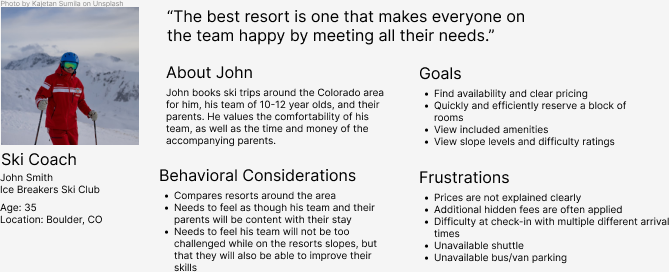 Photo by Kajetan Sumila on Unsplash
“The best resort is one that makes everyone on
the team happy by meeting all their needs.”
Ski Coach
John Smith
Ice Breakers Ski Club
Age: 35
Location: Boulder, CO
About John
John books ski trips around the Colorado area
for him, his team of 10-12 year olds, and their
parents. He values the comfortability of his
team, as well as the time and money of the
accompanying parents.
Behavioral Considerations
• Compares resorts around the area
• Needs to feel as though his team and their
parents will be content with their stay
• Needs to feel his team will not be too
challenged while on the resorts slopes, but
that they will also be able to improve their
skills
Goals
• Find availability and clear pricing
• Quickly and efficiently reserve a block of
rooms
• View included amenities
• View slope levels and difficulty ratings
Frustrations
• Prices are not explained clearly
• Additional hidden fees are often applied
• Difficulty at check-in with multiple different arrival
times
• Unavailable shuttle
• Unavailable bus/van parking